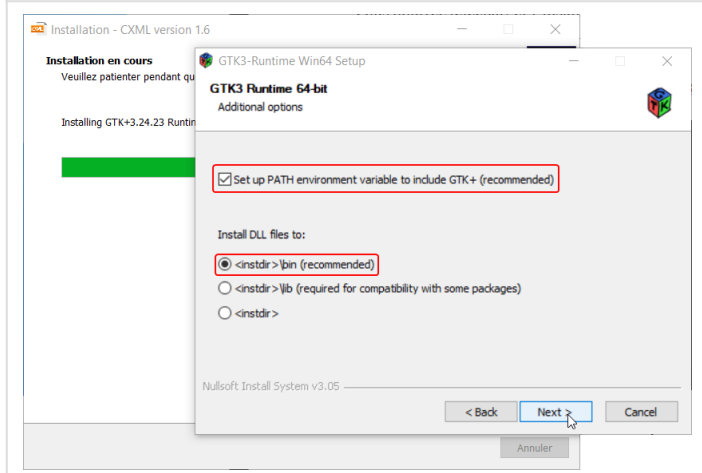 Installation - CXML version 1.6
Installation en cours
Veuillez patienter pendant qu
Installing GTK+3.24.23 Runtin
GTK3-Runtime Win64 Setup
GTK3 Runtime 64-bit
Additional options
Set up PATH environment variable to include GTK+ (recommended)
Install DLL files to:
<instdir>\bin (recommended)
<instdir>\lib (required for compatibility with some packages)
<instdir>
Nullsoft Install System v3.05
< Back Next > Cancel
Annuler